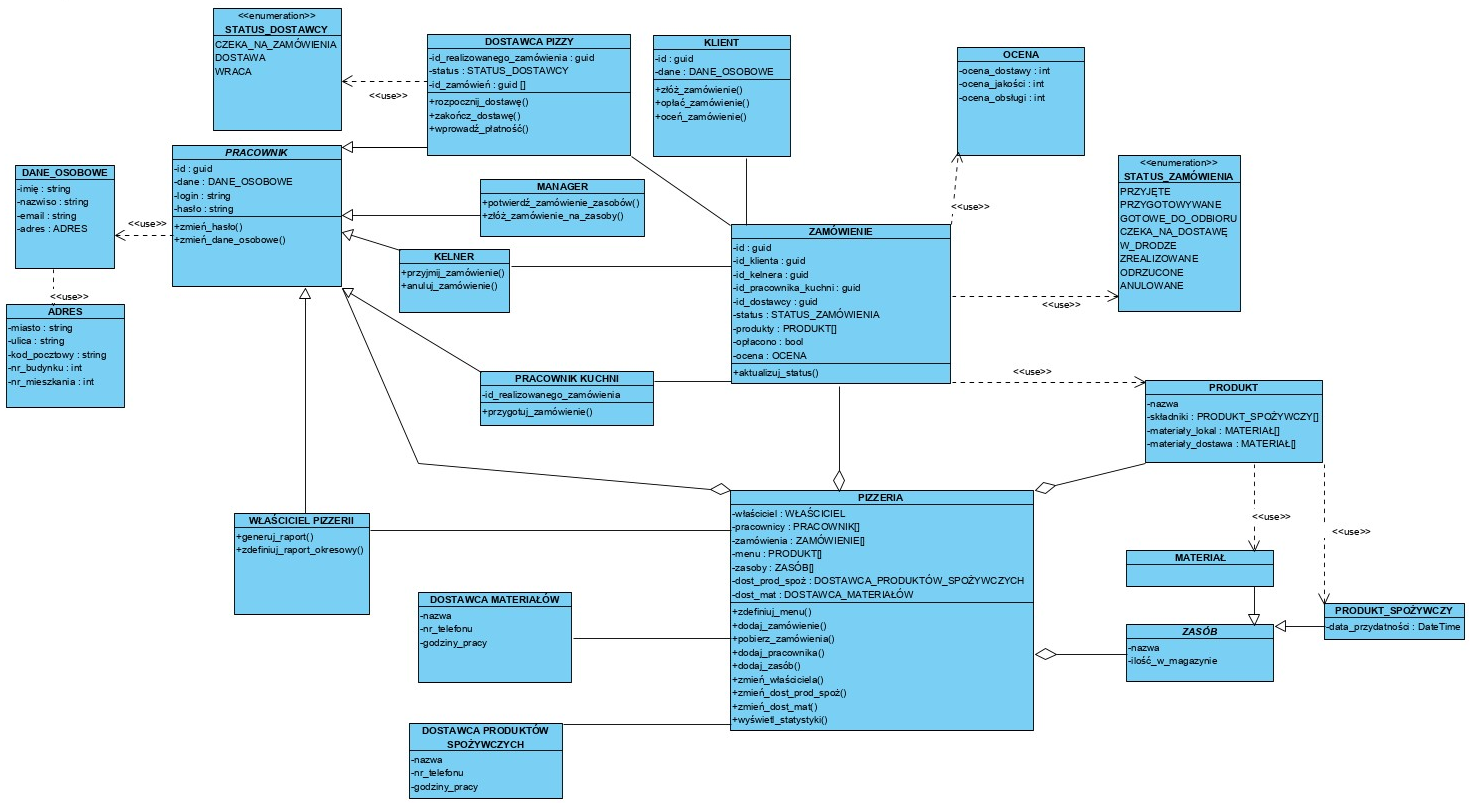 <<enumeration>>
STATUS_DOSTAWCY
CZEKA_NA_ZAMÓWIENIA
DOSTAWA
WRACA
<<use>>
DOSTAWCA PIZZY
-id_realizowanego_zamówienia : guid
-status : STATUS_DOSTAWCY
-id_zamówień : guid []
+rozpocznij_dostawę()
+zakończ_dostawę()
+wprowadź_płatność()
KLIENT
-id : guid
-dane : DANE_OSOBOWE
+złóż_zamówienie()
+opłać_zamówienie()
+oceń_zamówienie()
OCENA
-ocena_dostawy : int
-ocena_jakości : int
-ocena_obsługi : int
<<use>>
<<enumeration>>
STATUS_ZAMÓWIENIA
PRZYJĘTE
PRZYGOTOWYWANE
GOTOWE_DO_ODBIORU
CZEKA_NA_DOSTAWĘ
W_DRODZE
ZREALIZOWANE
ODRZUCONE
ANULOWANE
<<use>>
PRACOWNIK
-id : guid
-dane : DANE_OSOBOWE
-login : string
-hasło : string
+zmień_hasło()
+zmień_dane_osobowe()
DANE_OSOBOWE
-imię : string
-nazwiso : string
-email : string
-adres : ADRES
<<use>>
<<use>>
ADRES
-miasto : string
-ulica : string
-kod_pocztowy : string
-nr_budynku : int
-nr_mieszkania : int
MANAGER
+potwierdź_zamówienie_zasobów()
+złóż_zamówienie_na_zasoby()
KELNER
+przyjmij_zamówienie()
+anuluj_zamówienie()
ZAMÓWIENIE
-id : guid
-id_klienta : guid
-id_kelnera : guid
-id_pracownika_kuchni : guid
-id_dostawcy : guid
-status : STATUS_ZAMÓWIENIA
-produkty : PRODUKT[]
-opłacono : bool
-ocena : OCENA
+aktualizuj_status()
<<use>>
PRACOWNIK KUCHNI
-id_realizowanego_zamówienia
+przygotuj_zamówienie()
PRODUKT
-nazwa
-składniki : PRODUKT_SPOŻYWCZY[]
-materiały_lokal : MATERIAŁ[]
-materiały_dostawa : MATERIAŁ[]
<<use>>
<<use>>
WŁAŚCICIEL PIZZERII
+generuj_raport()
+zdefiniuj_raport_okresowy()
PIZZERIA
-właściciel : WŁAŚCICIEL
-pracownicy : PRACOWNIK[]
-zamówienia : ZAMÓWIENIE[]
-menu : PRODUKT[]
-zasoby : ZASÓB[]
-dost_prod_spoż : DOSTAWCA_PRODUKTÓW_SPOŻYWCZYCH
-dost_mat : DOSTAWCA_MATERIAŁÓW
+zdefiniuj_menu()
+dodaj_zamówienie()
+pobierz_zamówienia()
+dodaj_pracownika()
+dodaj_zasób()
+zmień_właściciela()
+zmień_dost_prod_spoż()
+zmień_dost_mat()
+wyświetl_statystyki()
MATERIAŁ
PRODUKT_SPOŻYWCZY
-data_przydatności : DateTime
ZASÓB
-nazwa
-ilość_w_magazynie
DOSTAWCA MATERIAŁÓW
-nazwa
-nr_telefonu
-godziny_pracy
DOSTAWCA PRODUKTÓW
SPOŻYWCZYCH
-nazwa
-nr_telefonu
-godziny_pracy